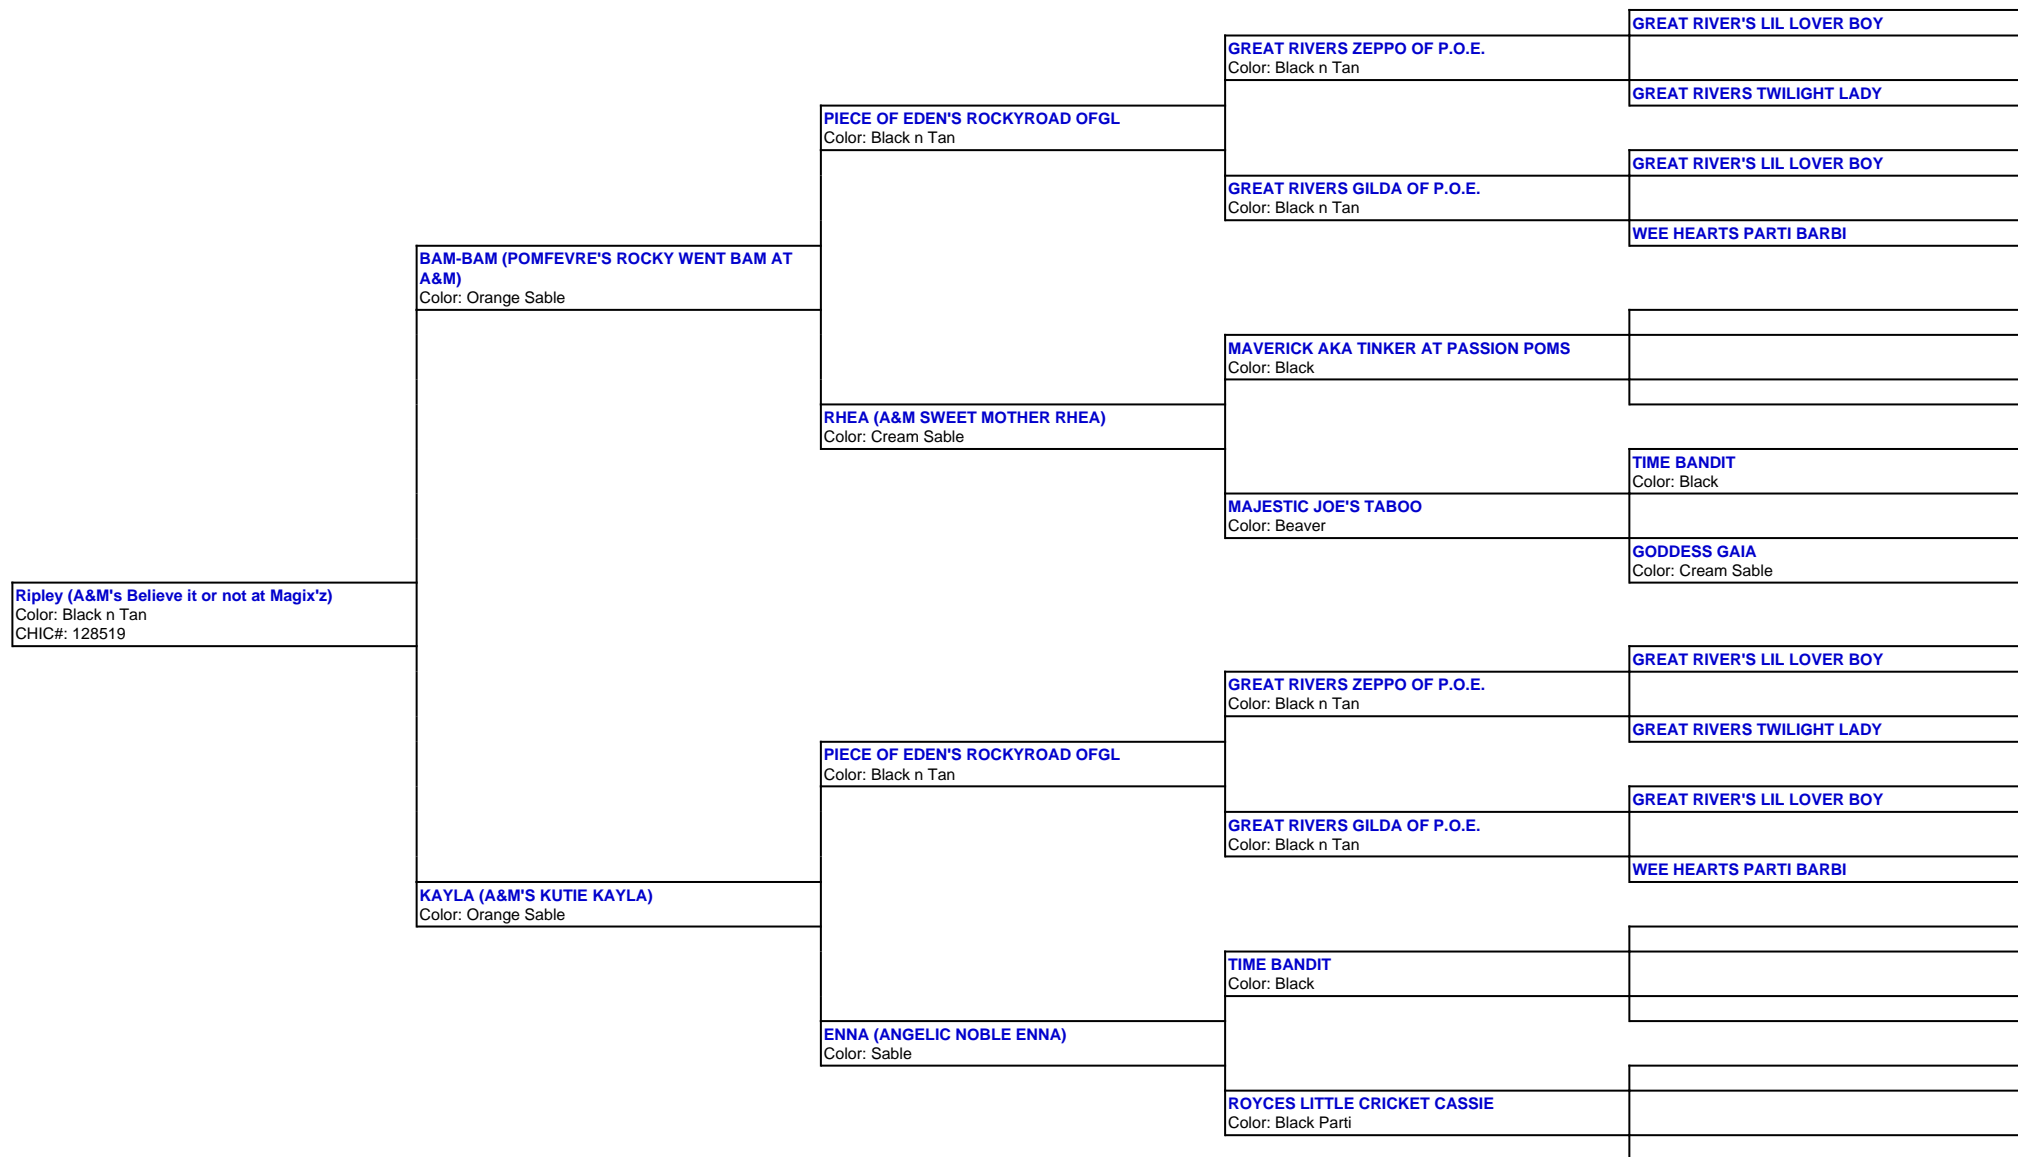 GREAT RIVER'S LIL LOVER BOY
GREAT RIVERS ZEPPO OF P.O.E.
Color: Black n Tan
GREAT RIVERS TWILIGHT LADY
PIECE OF EDEN'S ROCKYROAD OFGL
Color: Black n Tan
GREAT RIVER'S LIL LOVER BOY
GREAT RIVERS GILDA OF P.O.E.
Color: Black n Tan
WEE HEARTS PARTI BARBI
BAM-BAM (POMFEVRE'S ROCKY WENT BAM AT
A&M)
Color: Orange Sable
MAVERICK AKA TINKER AT PASSION POMS
Color: Black
RHEA (A&M SWEET MOTHER RHEA)
Color: Cream Sable
TIME BANDIT
Color: Black
MAJESTIC JOE'S TABOO
Color: Beaver
GODDESS GAIA
Color: Cream Sable
Ripley (A&M's Believe it or not at Magix'z)
Color: Black n Tan
CHIC#: 128519
GREAT RIVER'S LIL LOVER BOY
GREAT RIVERS ZEPPO OF P.O.E.
Color: Black n Tan
GREAT RIVERS TWILIGHT LADY
PIECE OF EDEN'S ROCKYROAD OFGL
Color: Black n Tan
GREAT RIVER'S LIL LOVER BOY
GREAT RIVERS GILDA OF P.O.E.
Color: Black n Tan
WEE HEARTS PARTI BARBI
KAYLA (A&M'S KUTIE KAYLA)
Color: Orange Sable
TIME BANDIT
Color: Black
ENNA (ANGELIC NOBLE ENNA)
Color: Sable
ROYCES LITTLE CRICKET CASSIE
Color: Black Parti